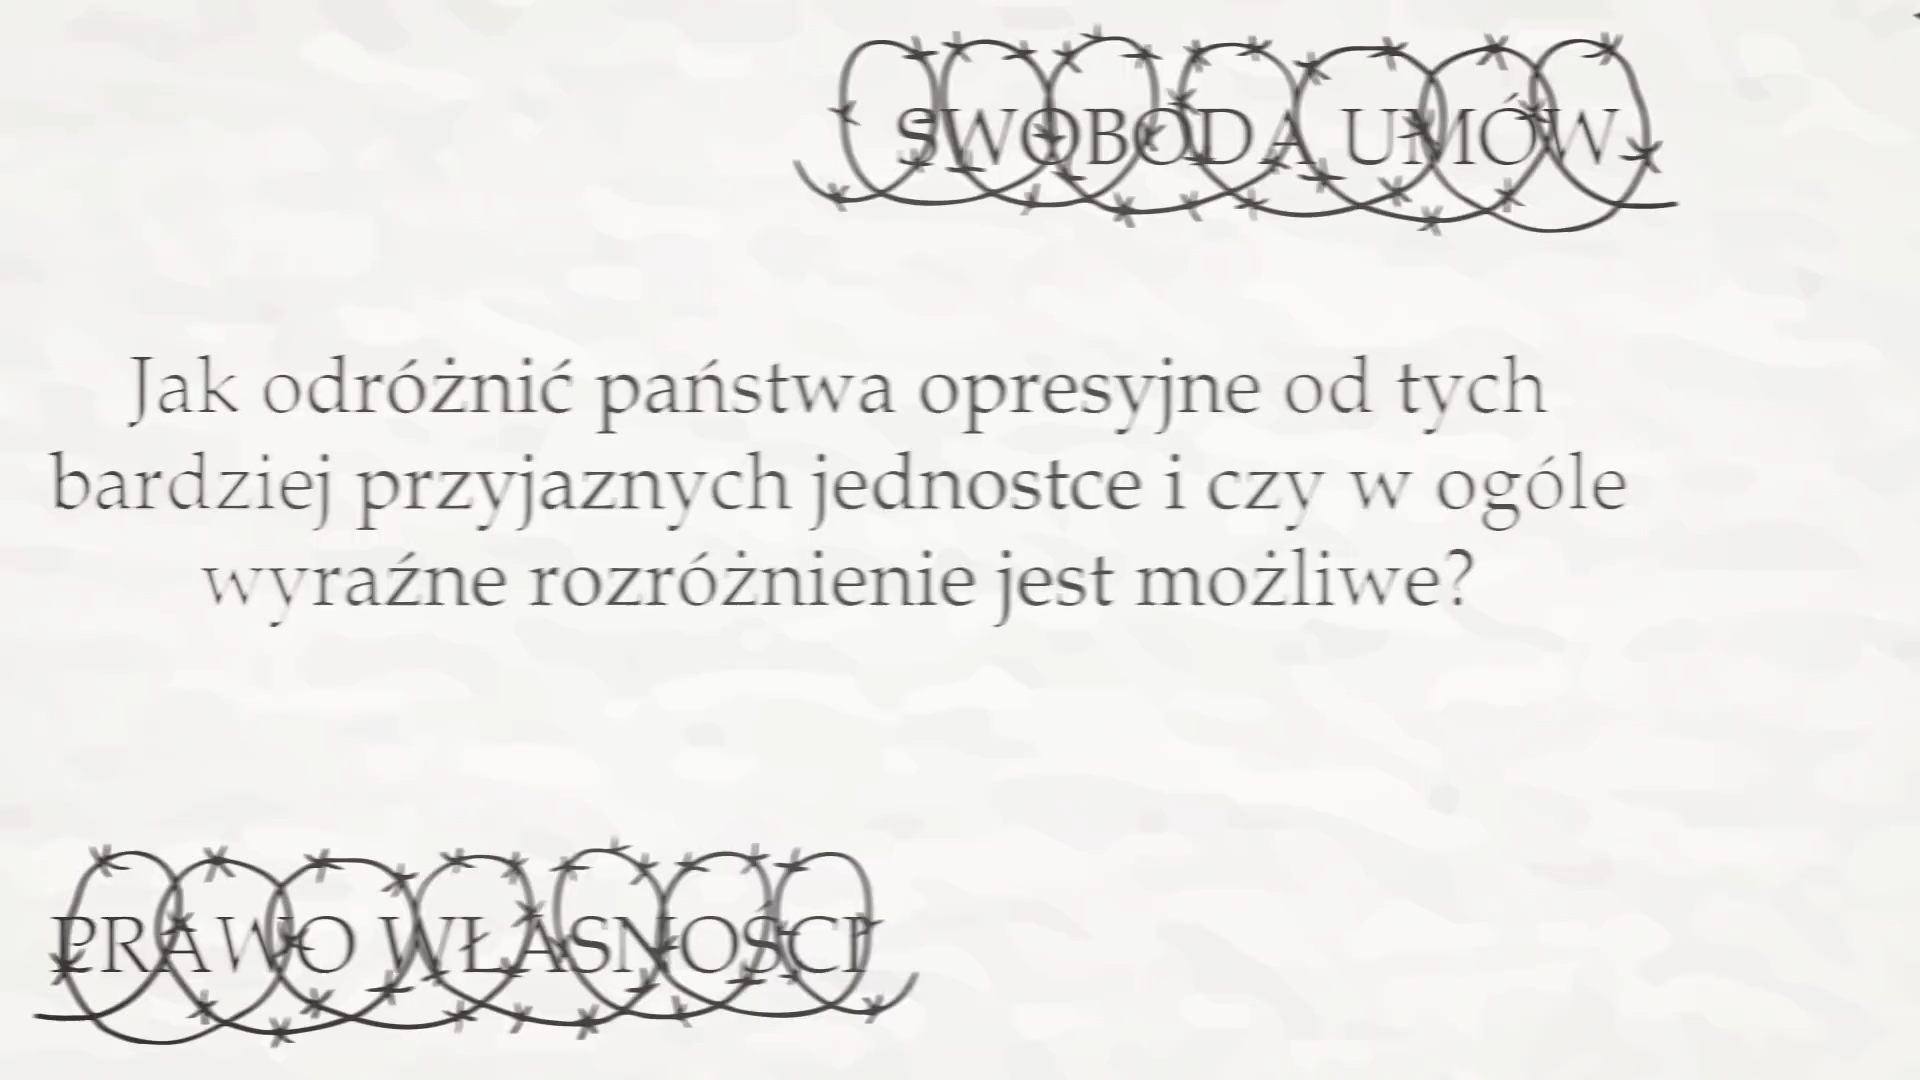 SWOBODA UMÓW
Jak odróżnić państwa opresyjne od tych
bardziej przyjaznych jednostce i czy w ogóle
wyraźne rozróżnienie jest możliwe?
PRAWO WŁASNOŚCI